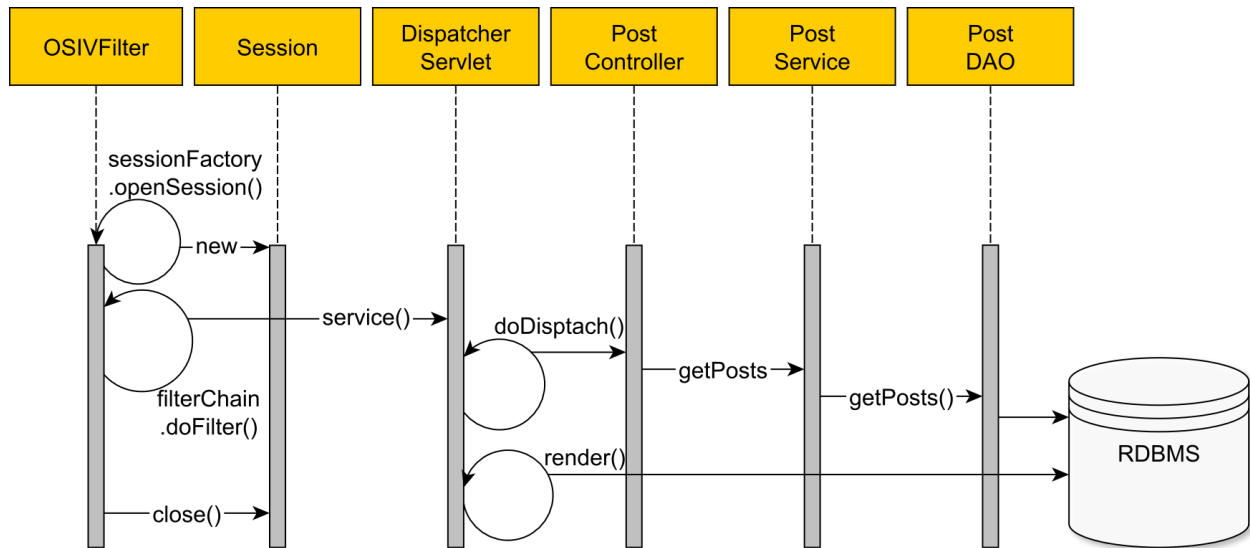 OSIVFilter
Session
Dispatcher
Servlet
Post
Controller
Post
Service
Post
DAO
sessionFactory
.openSession()
new
service()
doDisptach()
getPosts
getPosts()
filterChain
.doFilter()
RDBMS
render()
close()